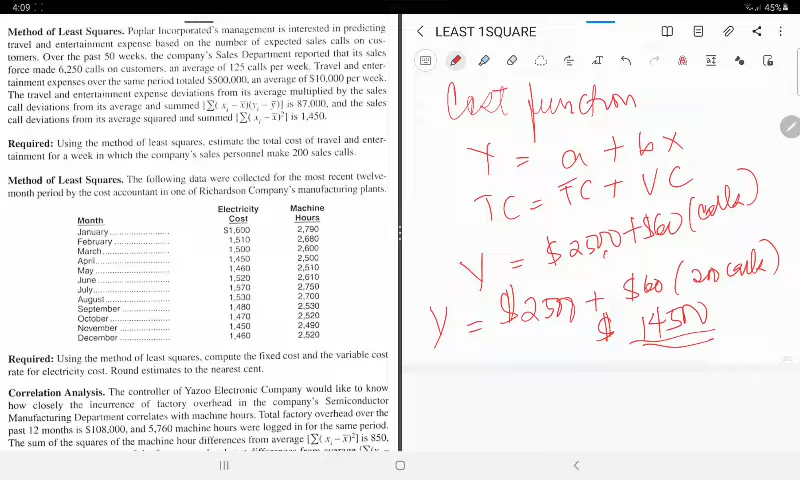 4:09
45%
Method of Least Squares. Poplar Incorporated's management is interested in predicting
travel and entertainment expense based on the number of expected sales calls on cus-
tomers. Over the past 50 weeks, the company's Sales Department reported that its sales
force made 6,250 calls on customers, an average of 125 calls per week. Travel and enter-
tainment expenses over the same period totaled $500,000, an average of $10,000 per week.
The travel and entertainment expense deviations from its average multiplied by the sales
call deviations from its average and summed [∑( xᵢ – x̄)(yᵢ – ȳ)] is 87,000, and the sales
call deviations from its average squared and summed [∑( xᵢ – x̄)²] is 1,450.
Required: Using the method of least squares, estimate the total cost of travel and enter-
tainment for a week in which the company's sales personnel make 200 sales calls.
Method of Least Squares. The following data were collected for the most recent twelve-
month period by the cost accountant in one of Richardson Company's manufacturing plants.
Electricity Machine
Month Cost Hours
January $1,600 2,790
February 1,510 2,680
March 1,500 2,600
April 1,450 2,500
May 1,460 2,510
June 1,520 2,610
July 1,570 2,750
August 1,530 2,700
September 1,480 2,530
October 1,470 2,520
November 1,450 2,490
December 1,460 2,520
Required: Using the method of least squares, compute the fixed cost and the variable cost
rate for electricity cost. Round estimates to the nearest cent.
Correlation Analysis. The controller of Yazoo Electronic Company would like to know
how closely the incurrence of factory overhead in the company's Semiconductor
Manufacturing Department correlates with machine hours. Total factory overhead over the
past 12 months is $108,000, and 5,760 machine hours were logged in for the same period.
The sum of the squares of the machine hour differences from average [∑( xᵢ – x̄)²] is 850,
LEAST 1SQUARE
Cost function
Y = a + bx
TC = FC + VC
Y = $2500 + $60 (calls)
Y = $2500 + $60 (200 calls)
$ 14500